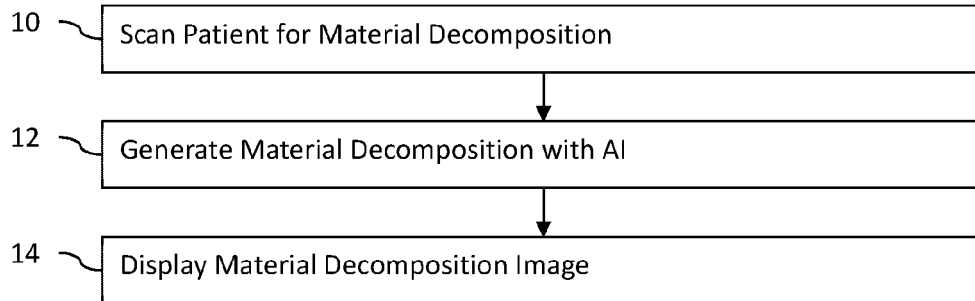 10 Scan Patient for Material Decomposition
12 Generate Material Decomposition with AI
14 Display Material Decomposition Image